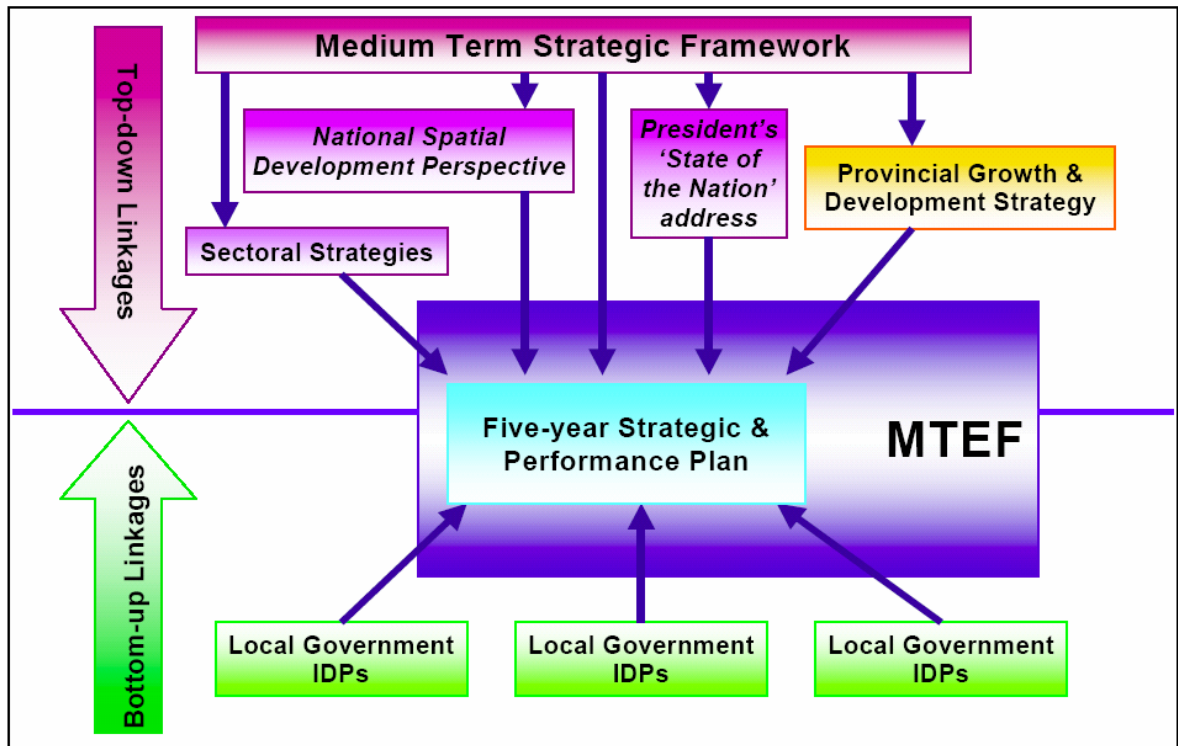 Medium Term Strategic Framework
Top-down Linkages
National Spatial
Development Perspective
President's
'State of
the Nation'
address
Provincial Growth &
Development Strategy
Sectoral Strategies
Five-year Strategic &
Performance Plan
MTEF
Bottom-up Linkages
Local Government
IDPs
Local Government
IDPs
Local Government
IDPs